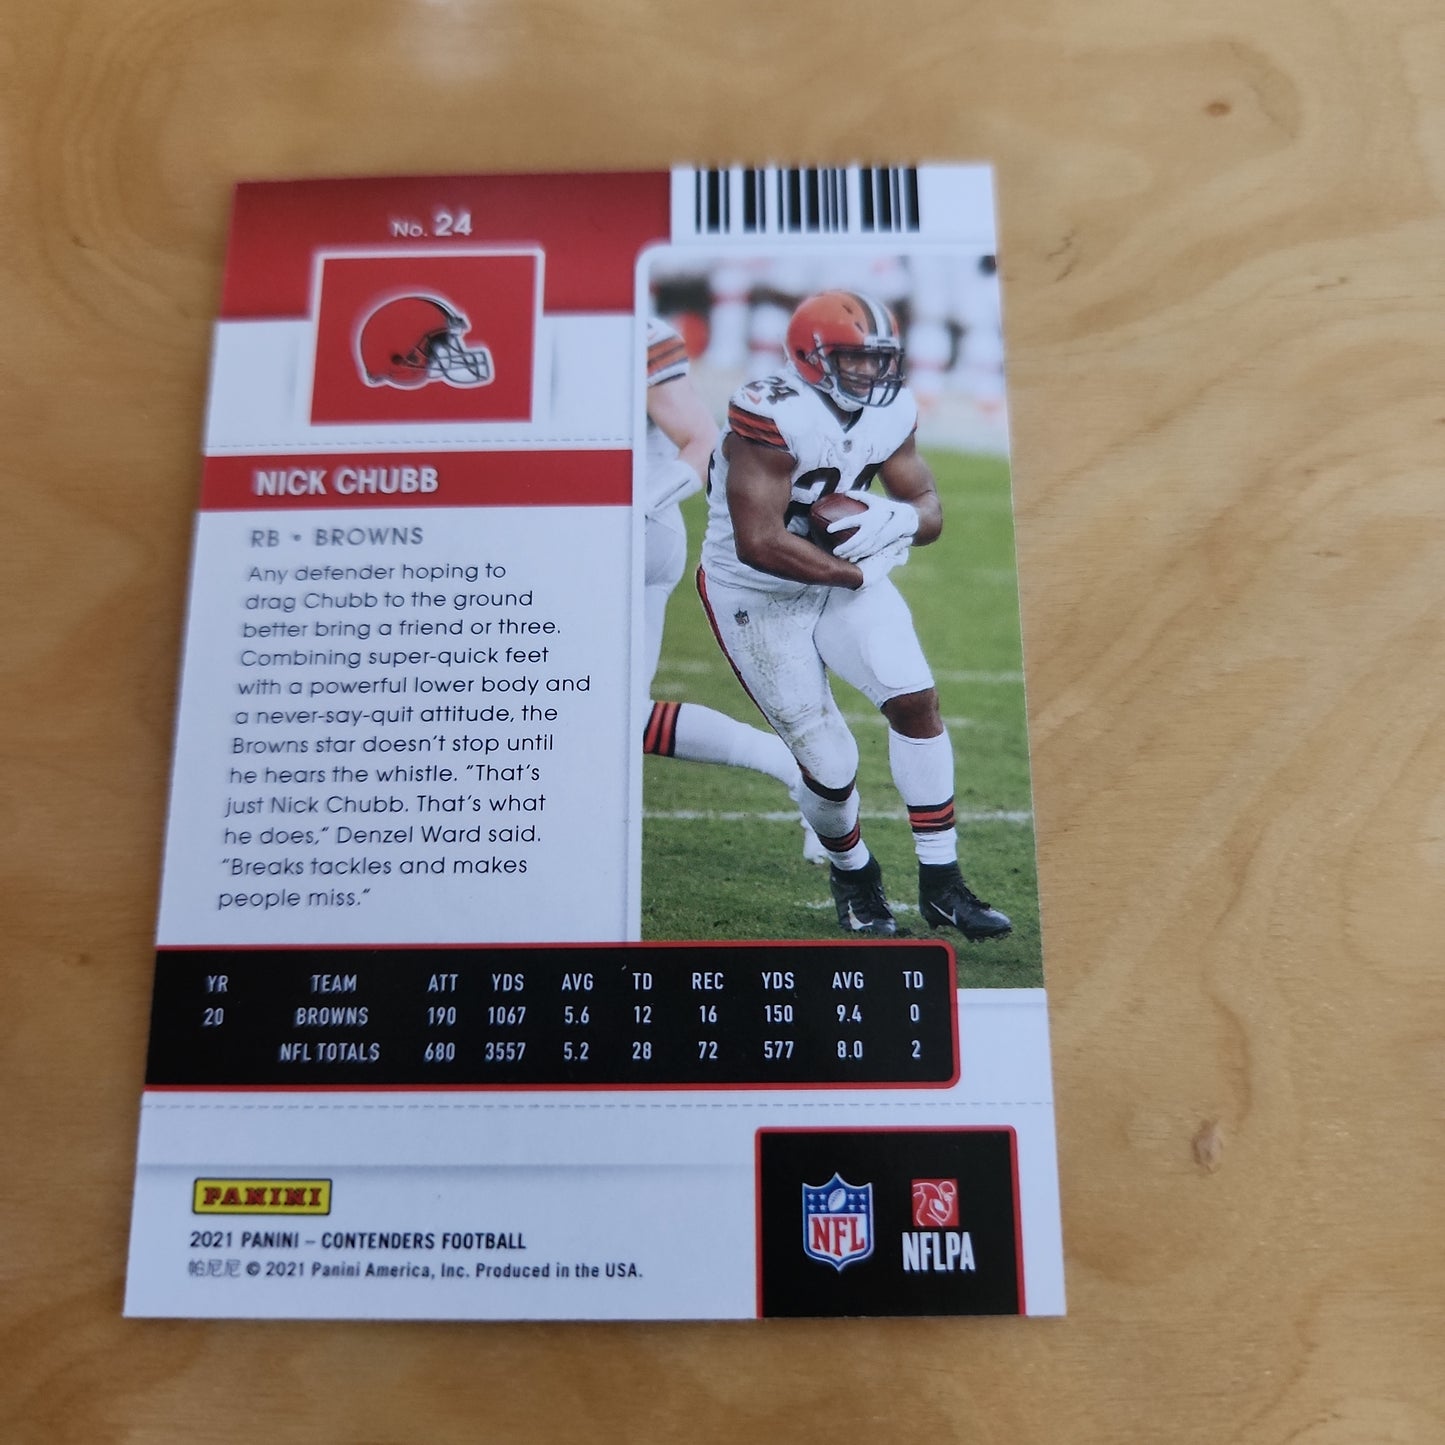 No. 24
NICK CHUBB
RB • BROWNS
Any defender hoping to
drag Chubb to the ground
better bring a friend or three.
Combining super-quick feet
with a powerful lower body and
a never-say-quit attitude, the
Browns star doesn't stop until
he hears the whistle. "That's
just Nick Chubb. That's what
he does," Denzel Ward said.
"Breaks tackles and makes
people miss."
24
24
YR TEAM ATT YDS AVG TD REC YDS AVG TD
20 BROWNS 190 1067 5.6 12 16 150 9.4 0
NFL TOTALS 680 3557 5.2 28 72 577 8.0 2
PANINI
2021 PANINI – CONTENDERS FOOTBALL
帕尼尼 © 2021 Panini America, Inc. Produced in the USA.
NFL
NFLPA